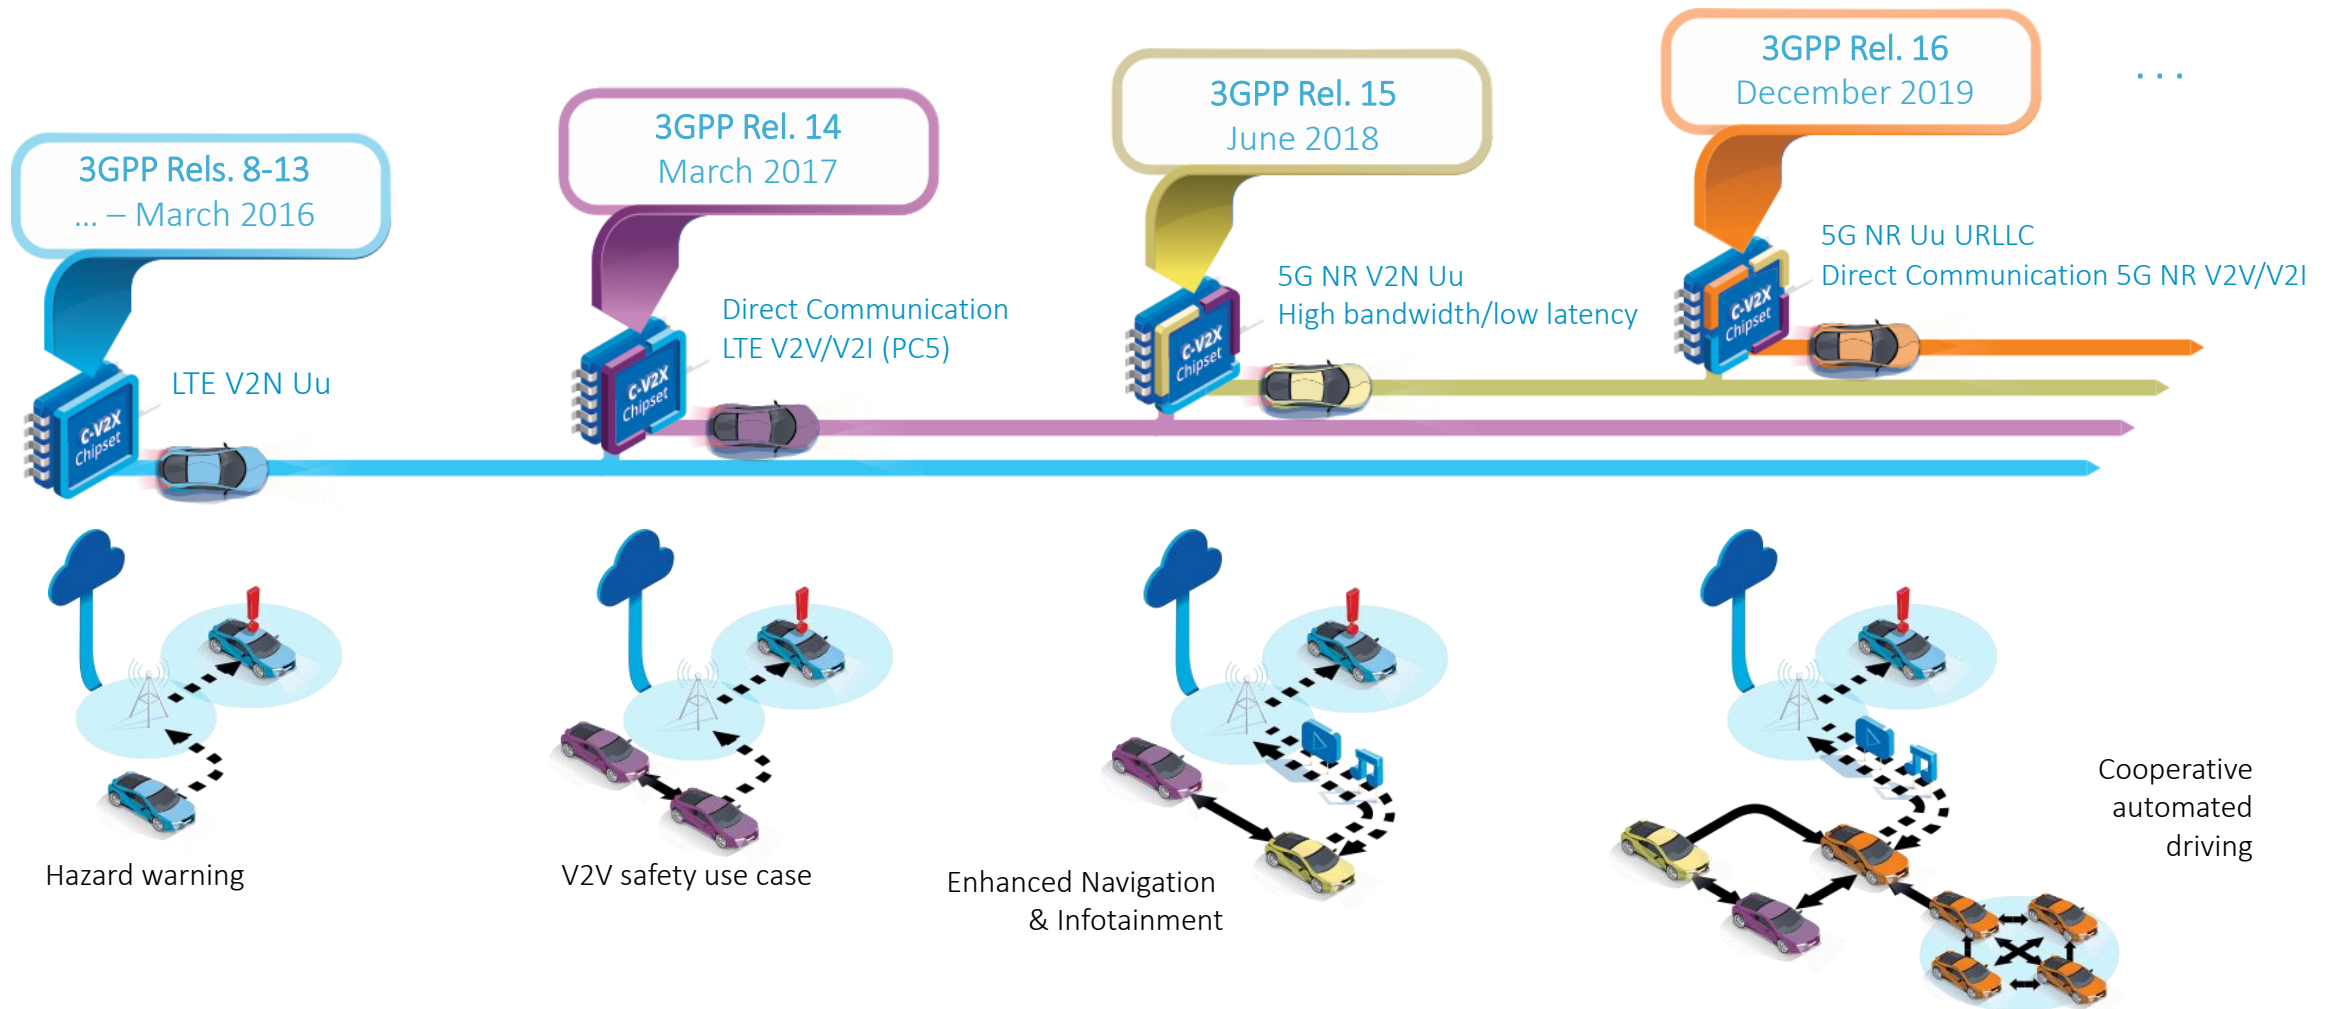 3GPP Rels. 8-13
... – March 2016
LTE V2N Uu
C-V2X
Chipset
3GPP Rel. 14
March 2017
Direct Communication
LTE V2V/V2I (PC5)
C-V2X
Chipset
3GPP Rel. 15
June 2018
5G NR V2N Uu
High bandwidth/low latency
C-V2X
Chipset
3GPP Rel. 16
December 2019
5G NR Uu URLLC
Direct Communication 5G NR V2V/V2I
C-V2X
Chipset
. . .
Hazard warning
V2V safety use case
Enhanced Navigation
& Infotainment
Cooperative
automated
driving